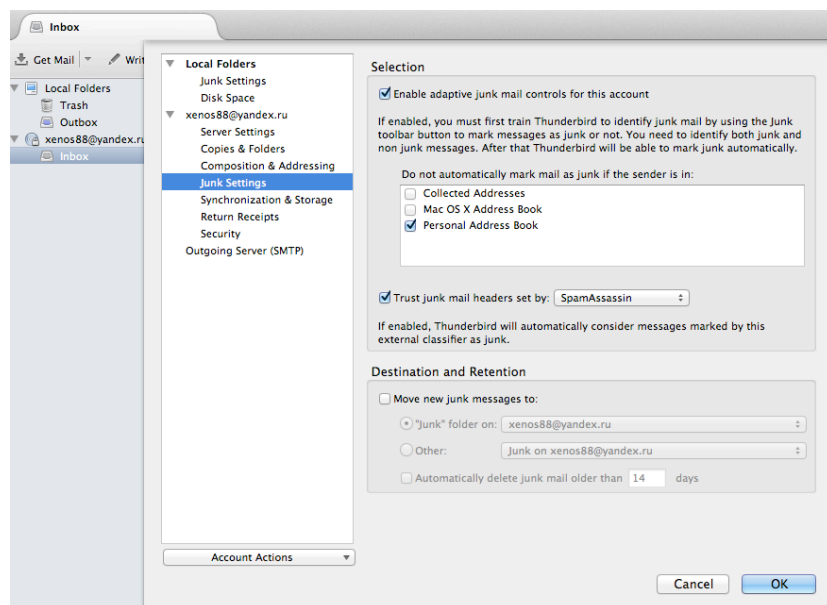 Inbox
Get Mail
Writ
Local Folders
Trash
Outbox
xenos88@yandex.ru
Inbox
Local Folders
Junk Settings
Disk Space
xenos88@yandex.ru
Server Settings
Copies & Folders
Composition & Addressing
Junk Settings
Synchronization & Storage
Return Receipts
Security
Outgoing Server (SMTP)
Account Actions
Selection
Enable adaptive junk mail controls for this account
If enabled, you must first train Thunderbird to identify junk mail by using the Junk
toolbar button to mark messages as junk or not. You need to identify both junk and
non junk messages. After that Thunderbird will be able to mark junk automatically.
Do not automatically mark mail as junk if the sender is in:
Collected Addresses
Mac OS X Address Book
Personal Address Book
Trust junk mail headers set by: SpamAssassin
If enabled, Thunderbird will automatically consider messages marked by this
external classifier as junk.
Destination and Retention
Move new junk messages to:
"Junk" folder on: xenos88@yandex.ru
Other: Junk on xenos88@yandex.ru
Automatically delete junk mail older than 14 days
Cancel OK